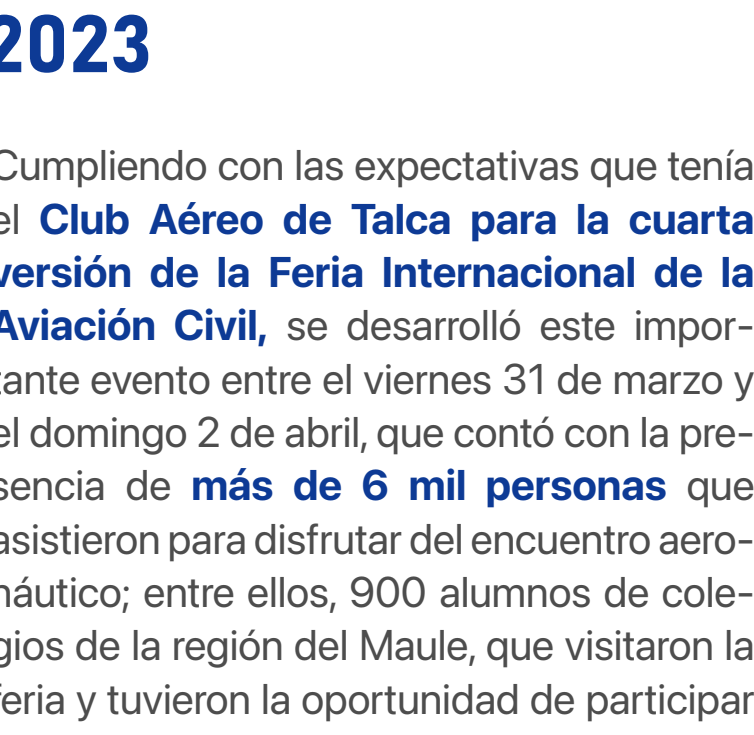 2023
Cumpliendo con las expectativas que tenía
el Club Aéreo de Talca para la cuarta
versión de la Feria Internacional de la
Aviación Civil, se desarrolló este impor-
tante evento entre el viernes 31 de marzo y
el domingo 2 de abril, que contó con la pre-
sencia de más de 6 mil personas que
asistieron para disfrutar del encuentro aero-
náutico; entre ellos, 900 alumnos de cole-
gios de la región del Maule, que visitaron la
feria y tuvieron la oportunidad de participar